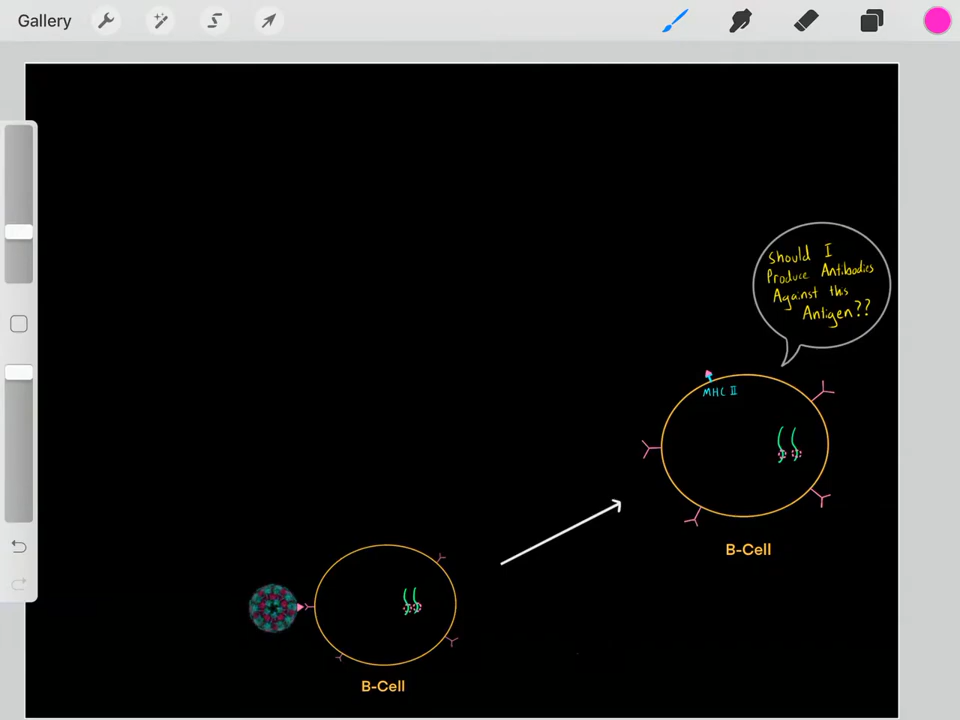 Gallery
Should I
Produce Antibodies
Against this
Antigen??
MHC II
B-Cell
B-Cell